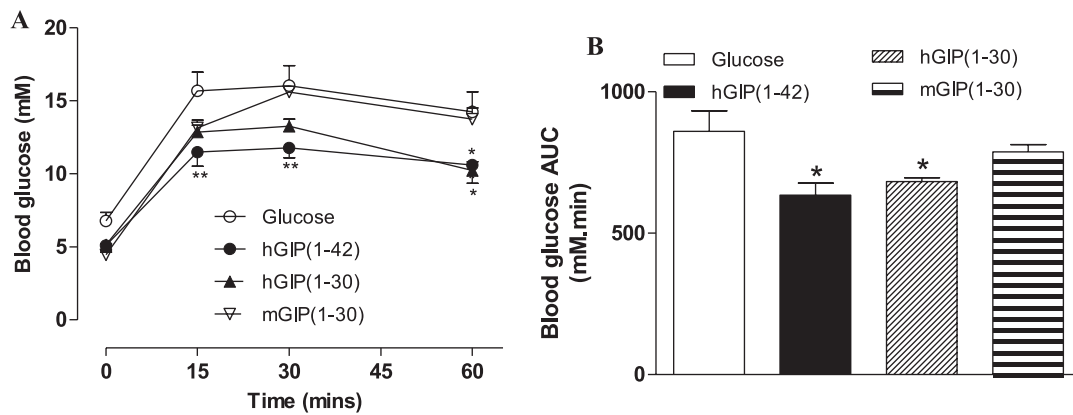 A
Blood glucose (mM)
20
15
10
5
0
**
**
*
*
Glucose
hGIP(1-42)
hGIP(1-30)
mGIP(1-30)
0 15 30 45 60
Time (mins)
B
Glucose
hGIP(1-42)
hGIP(1-30)
mGIP(1-30)
Blood glucose AUC
(mM.min)
1000
500
0
*
*